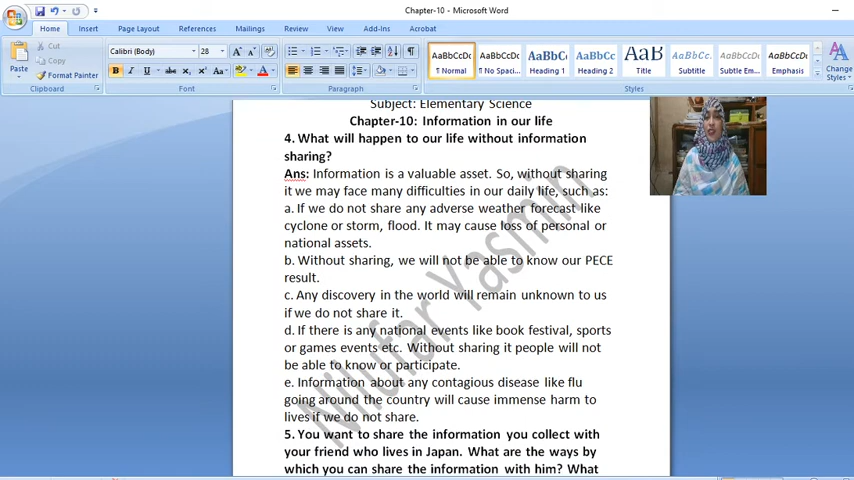 Chapter-10 - Microsoft Word
Home Insert Page Layout References Mailings Review View Add-Ins Acrobat
Paste
Cut
Copy
Format Painter
Clipboard
Calibri (Body) 28
B I U abc x₂ x² Aa
Font
Paragraph
AaBbCcDc AaBbCcDc AaBbC AaBbCc AaB AaBbCc. AaBbCcDc AaBbCcDc
¶ Normal ¶ No Spaci... Heading 1 Heading 2 Title Subtitle Subtle Em... Emphasis
Change
Styles
Styles
Subject: Elementary Science
Chapter-10: Information in our life
4. What will happen to our life without information
sharing?
Ans: Information is a valuable asset. So, without sharing
it we may face many difficulties in our daily life, such as:
a. If we do not share any adverse weather forecast like
cyclone or storm, flood. It may cause loss of personal or
national assets.
b. Without sharing, we will not be able to know our PECE
result.
c. Any discovery in the world will remain unknown to us
if we do not share it.
d. If there is any national events like book festival, sports
or games events etc. Without sharing it people will not
be able to know or participate.
e. Information about any contagious disease like flu
going around the country will cause immense harm to
lives if we do not share.
5. You want to share the information you collect with
your friend who lives in Japan. What are the ways by
which you can share the information with him? What
Nilufar Yasmin